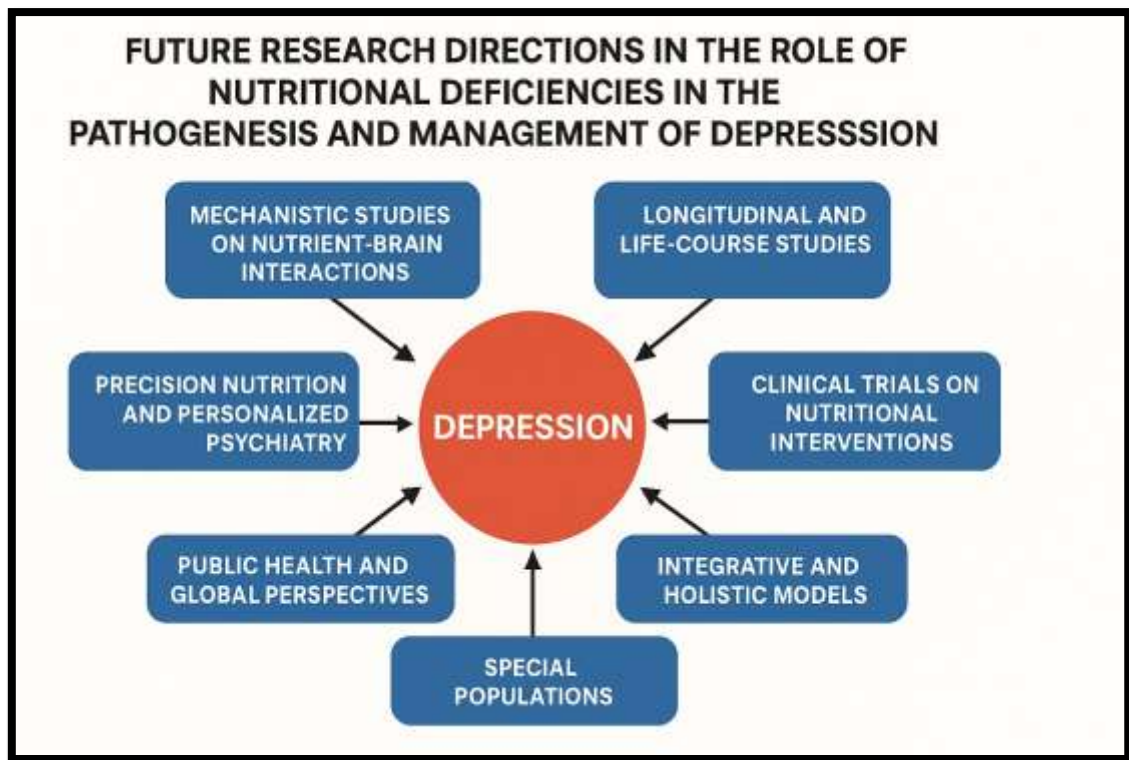 FUTURE RESEARCH DIRECTIONS IN THE ROLE OF
NUTRITIONAL DEFICIENCIES IN THE
PATHOGENESIS AND MANAGEMENT OF DEPRESSSION
MECHANISTIC STUDIES
ON NUTRIENT-BRAIN
INTERACTIONS
LONGITUDINAL AND
LIFE-COURSE STUDIES
PRECISION NUTRITION
AND PERSONALIZED
PSYCHIATRY
DEPRESSION
CLINICAL TRIALS ON
NUTRITIONAL
INTERVENTIONS
PUBLIC HEALTH AND
GLOBAL PERSPECTIVES
INTEGRATIVE AND
HOLISTIC MODELS
SPECIAL
POPULATIONS